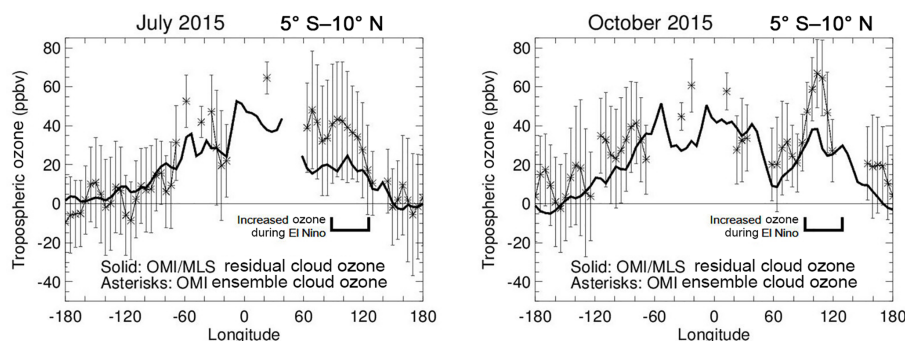 July 2015 5° S–10° N
Tropospheric ozone (ppbv)
80
60
40
20
0
-20
-40
Increased ozone
during El Nino
Solid: OMI/MLS residual cloud ozone
Asterisks: OMI ensemble cloud ozone
-180 -120 -60 0 60 120 180
Longitude
October 2015 5° S–10° N
Tropospheric ozone (ppbv)
80
60
40
20
0
-20
-40
Increased ozone
during El Nino
Solid: OMI/MLS residual cloud ozone
Asterisks: OMI ensemble cloud ozone
-180 -120 -60 0 60 120 180
Longitude